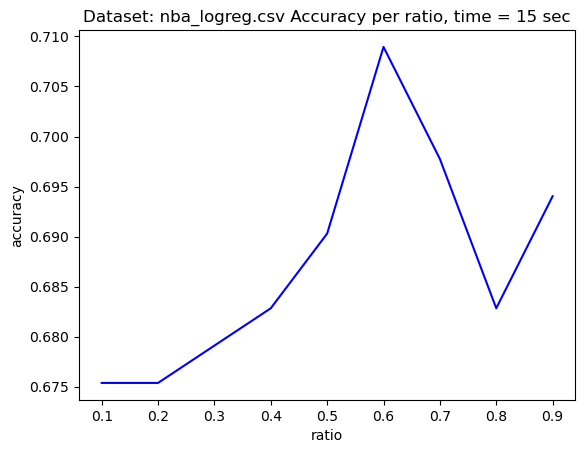 Dataset: nba_logreg.csv Accuracy per ratio, time = 15 sec
0.710
0.705
0.700
0.695
0.690
0.685
0.680
0.675
accuracy
0.1 0.2 0.3 0.4 0.5 0.6 0.7 0.8 0.9
ratio